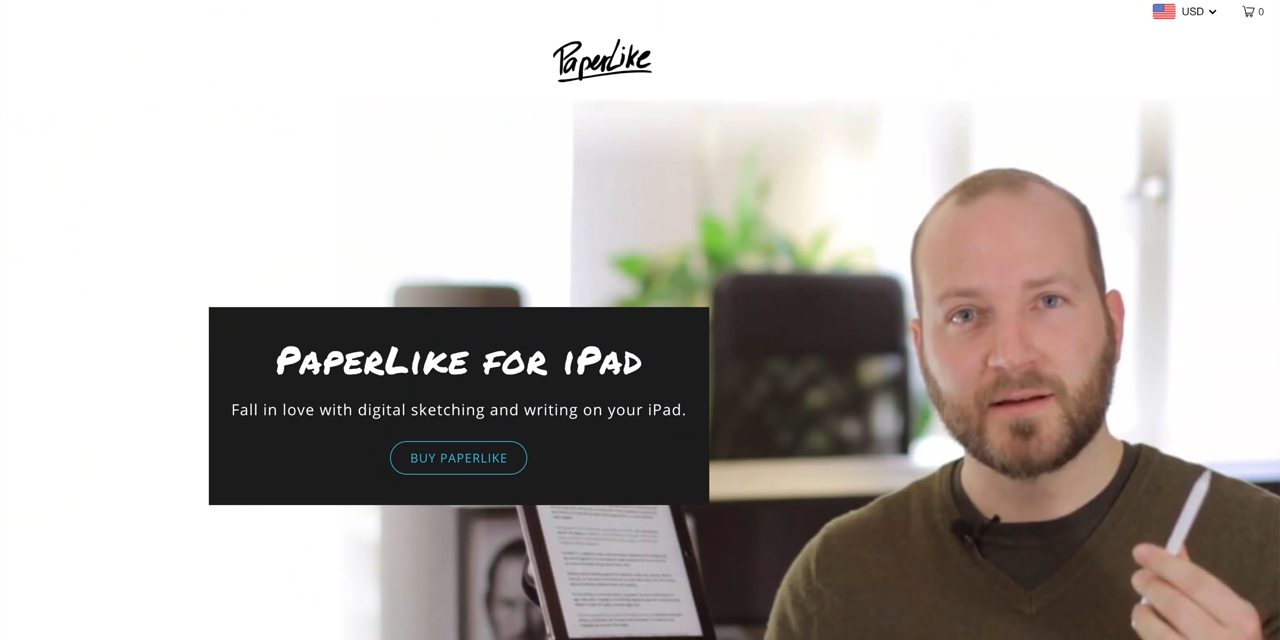 USD
0
PaperLike
PaperLike for iPad
Fall in love with digital sketching and writing on your iPad.
BUY PAPERLIKE